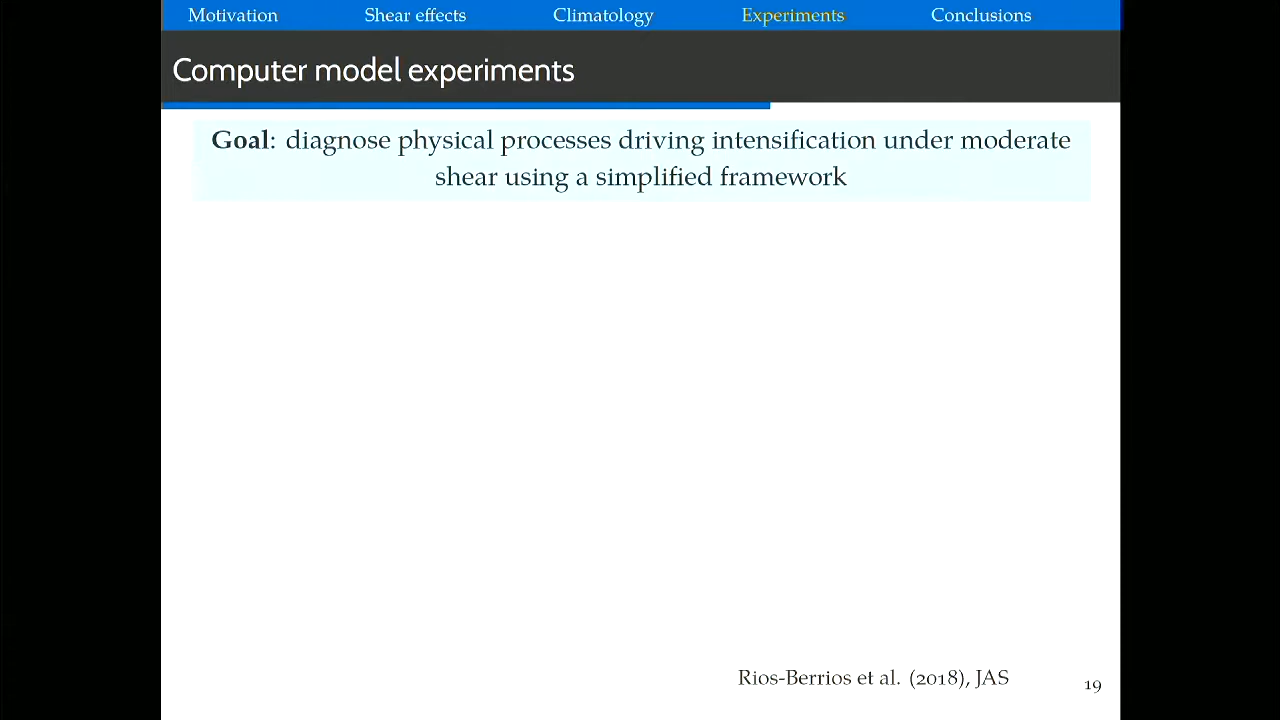 Motivation Shear effects Climatology Experiments Conclusions
Computer model experiments
Goal: diagnose physical processes driving intensification under moderate
shear using a simplified framework
Rios-Berrios et al. (2018), JAS
19